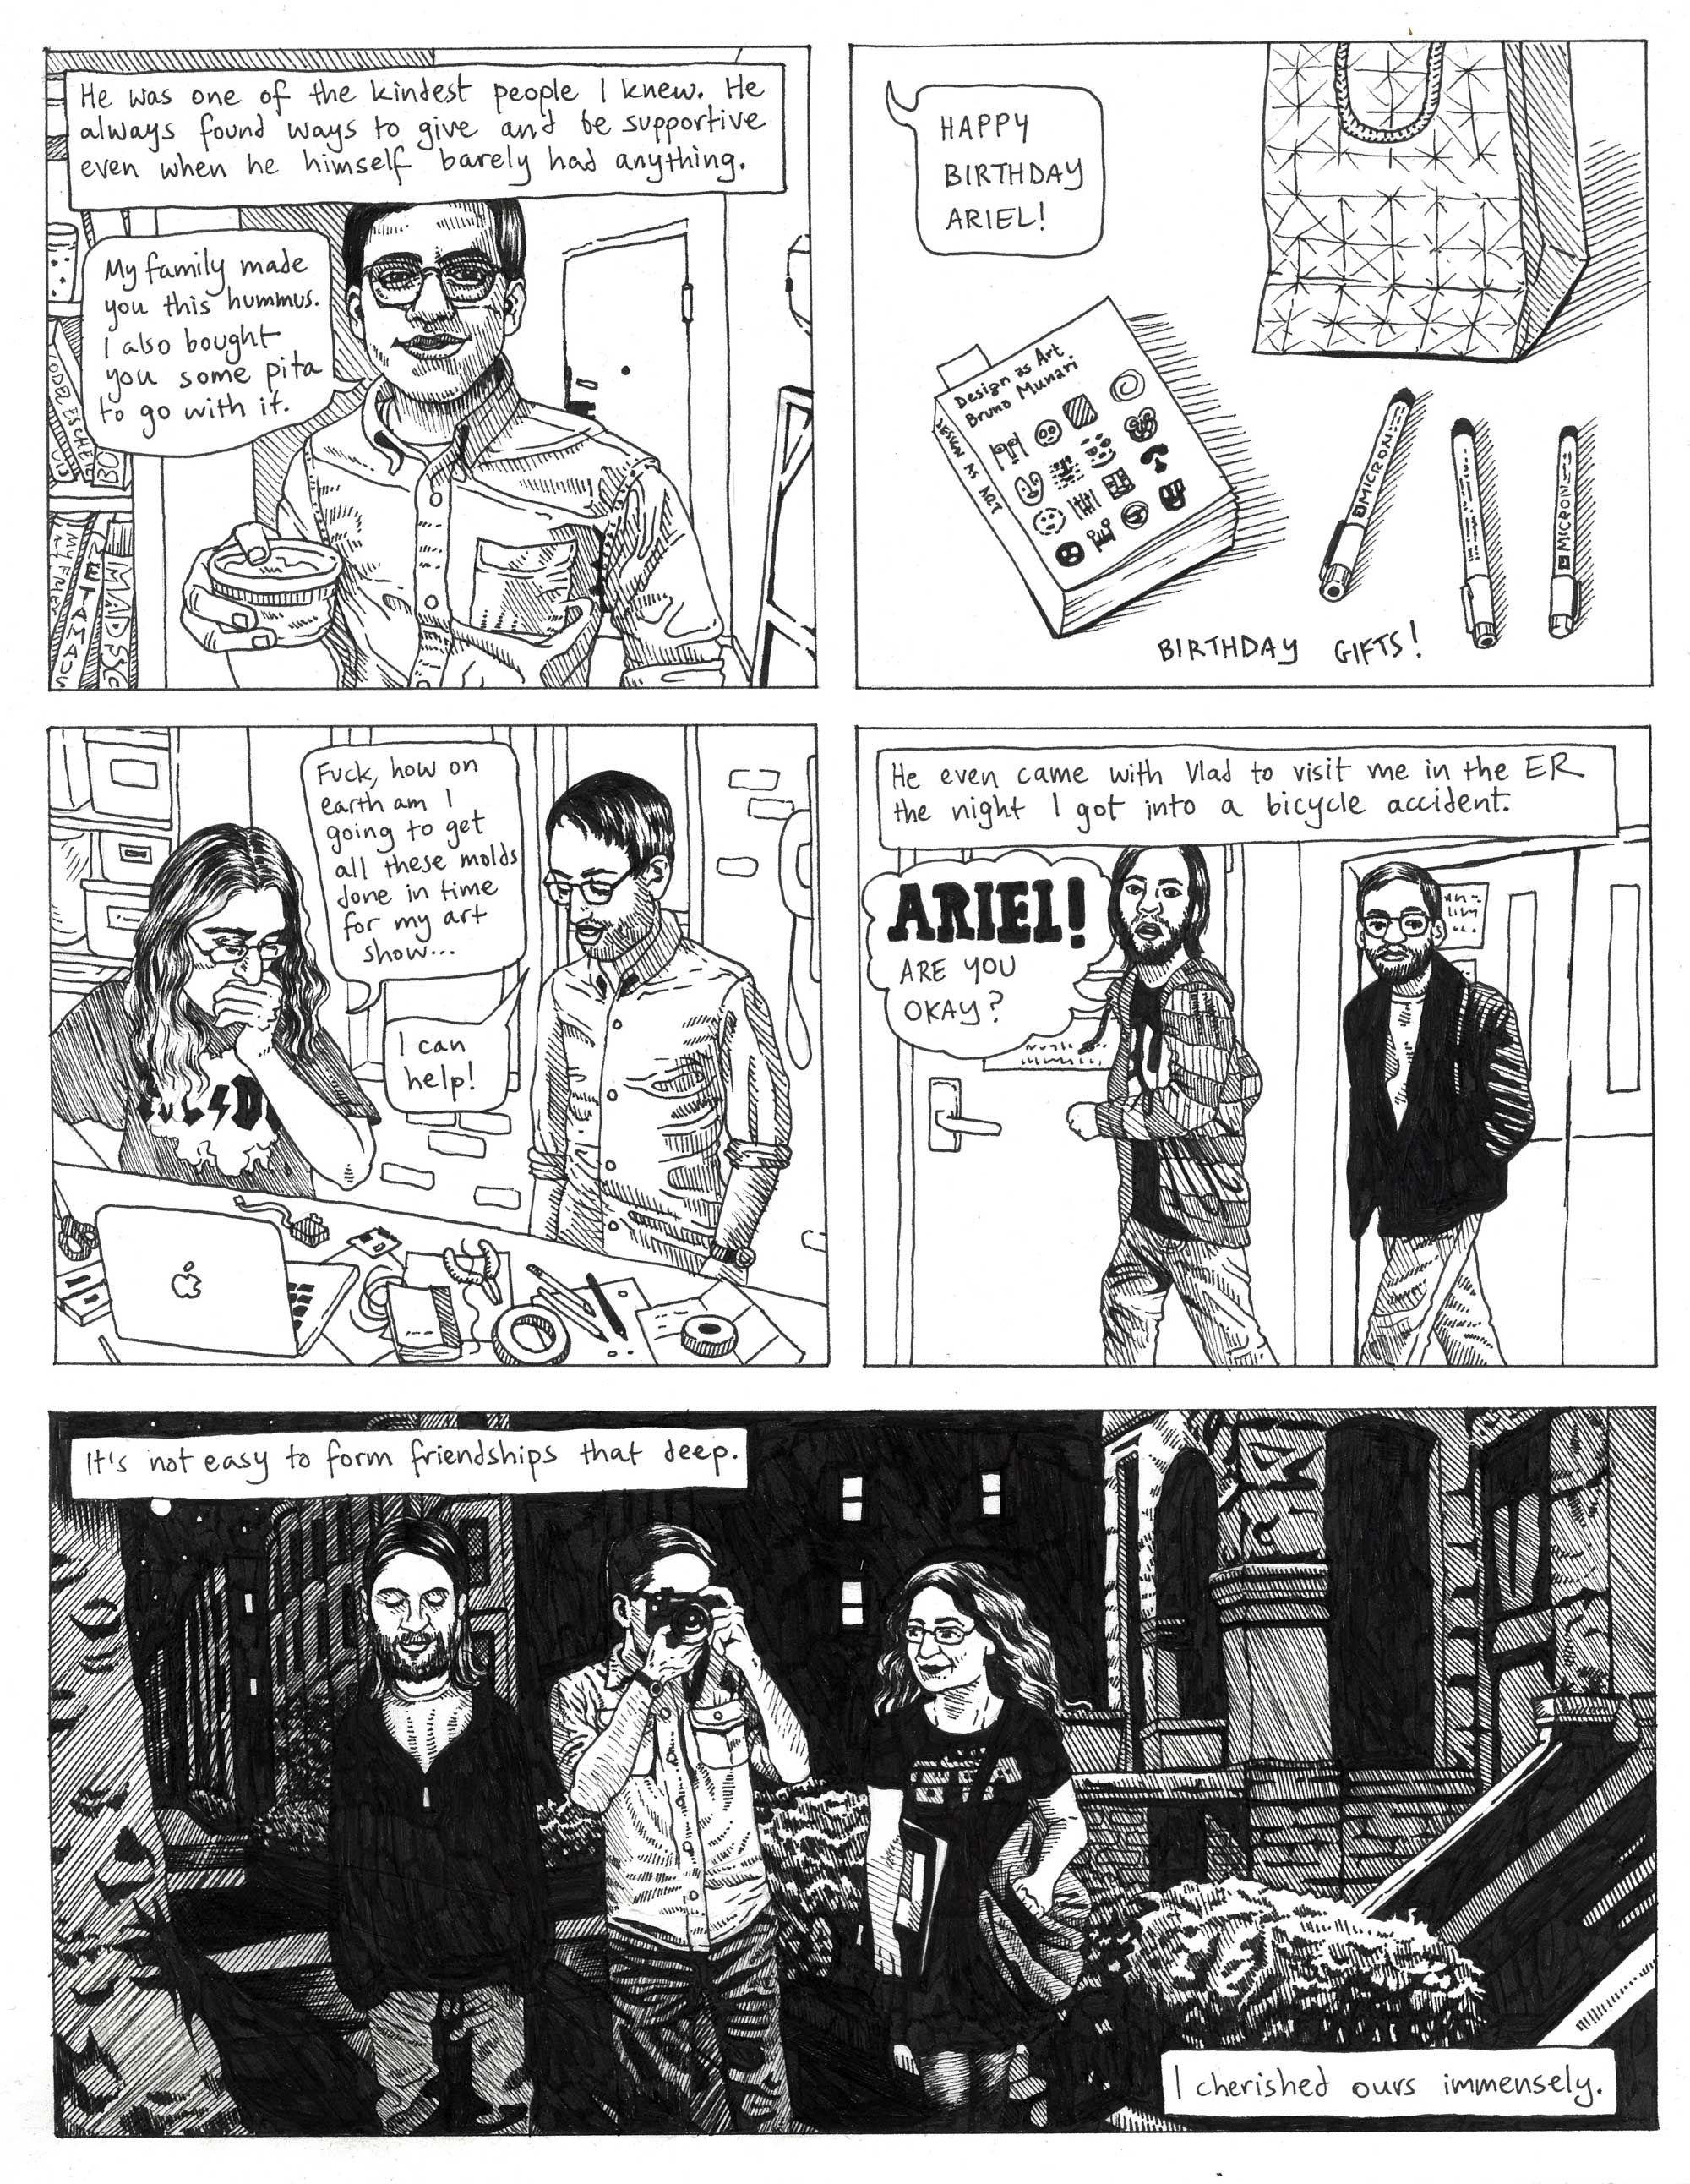 He was one of the kindest people I knew. He
always found ways to give and be supportive
even when he himself barely had anything.
My family made
you this hummus.
I also bought
you some pita
to go with it.
MAD
HAPPY
BIRTHDAY
ARIEL!
Design as Art
Bruno Munari
DESIGN AS ART
MICRON
MICRON
BIRTHDAY GIFTS!
Fuck, how on
earth am I
going to get
all these molds
done in time
for my art
show...
I can
help!
He even came with Vlad to visit me in the ER
the night I got into a bicycle accident.
ARIEL!
ARE YOU
OKAY?
It's not easy to form friendships that deep.
I cherished ours immensely.